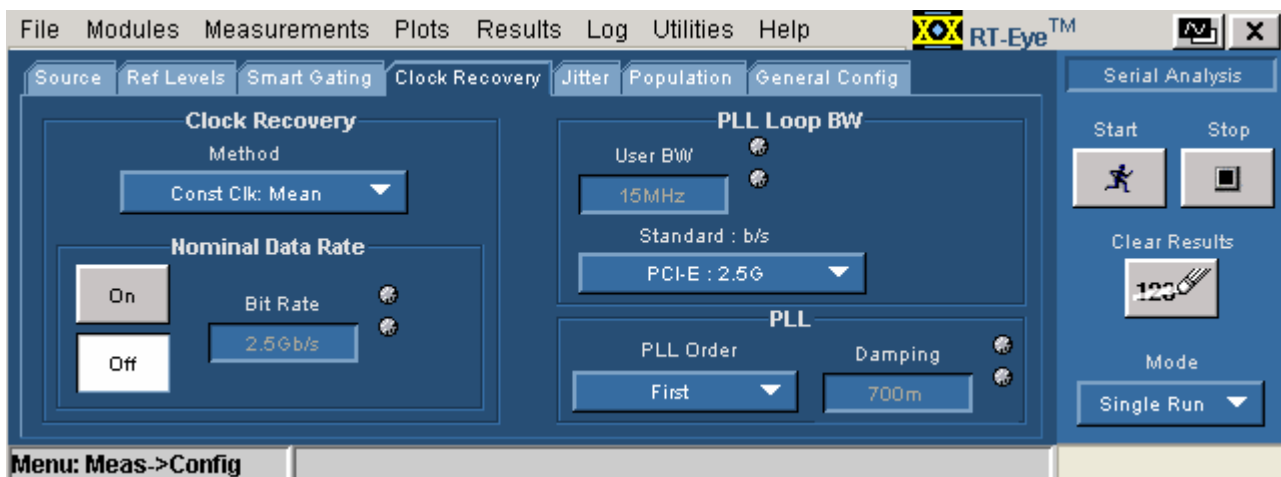 File Modules Measurements Plots Results Log Utilities Help RT-Eye™
Source Ref Levels Smart Gating Clock Recovery Jitter Population General Config
Clock Recovery
Method
Const Clk: Mean
Nominal Data Rate
On
Off
Bit Rate
2.5Gb/s
PLL Loop BW
User BW
15MHz
Standard : b/s
PCI-E : 2.5G
PLL
PLL Order
First
Damping
700m
Serial Analysis
Start Stop
Clear Results
123
Mode
Single Run
Menu: Meas->Config